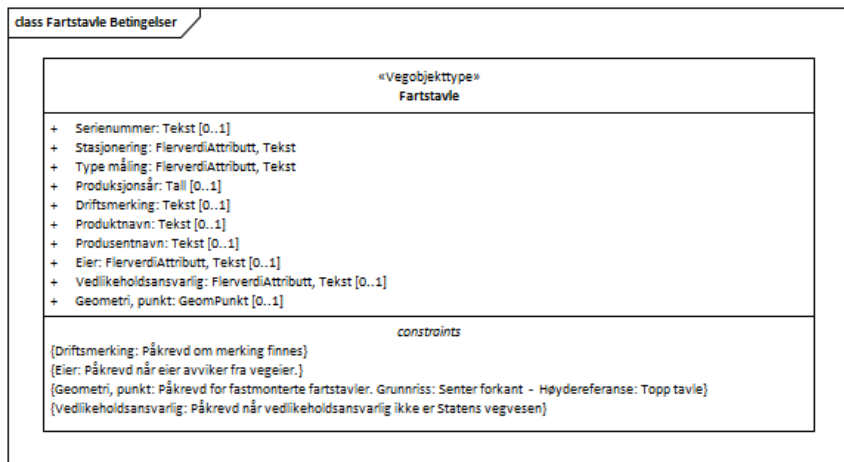 class Fartstavle Betingelser
«Vegobjekttype»
Fartstavle
+ Serienummer: Tekst [0..1]
+ Stasjonering: FlerverdiAttributt, Tekst
+ Type måling: FlerverdiAttributt, Tekst
+ Produksjonsår: Tall [0..1]
+ Driftsmerking: Tekst [0..1]
+ Produktnavn: Tekst [0..1]
+ Produsentnavn: Tekst [0..1]
+ Eier: FlerverdiAttributt, Tekst [0..1]
+ Vedlikeholdsansvarlig: FlerverdiAttributt, Tekst [0..1]
+ Geometri, punkt: GeomPunkt [0..1]
constraints
{Driftsmerking: Påkrevd om merking finnes}
{Eier: Påkrevd når eier avviker fra vegeier.}
{Geometri, punkt: Påkrevd for fastmonterte fartstavler. Grunnriss: Senter forkant - Høydereferanse: Topp tavle}
{Vedlikeholdsansvarlig: Påkrevd når vedlikeholdsansvarlig ikke er Statens vegvesen}